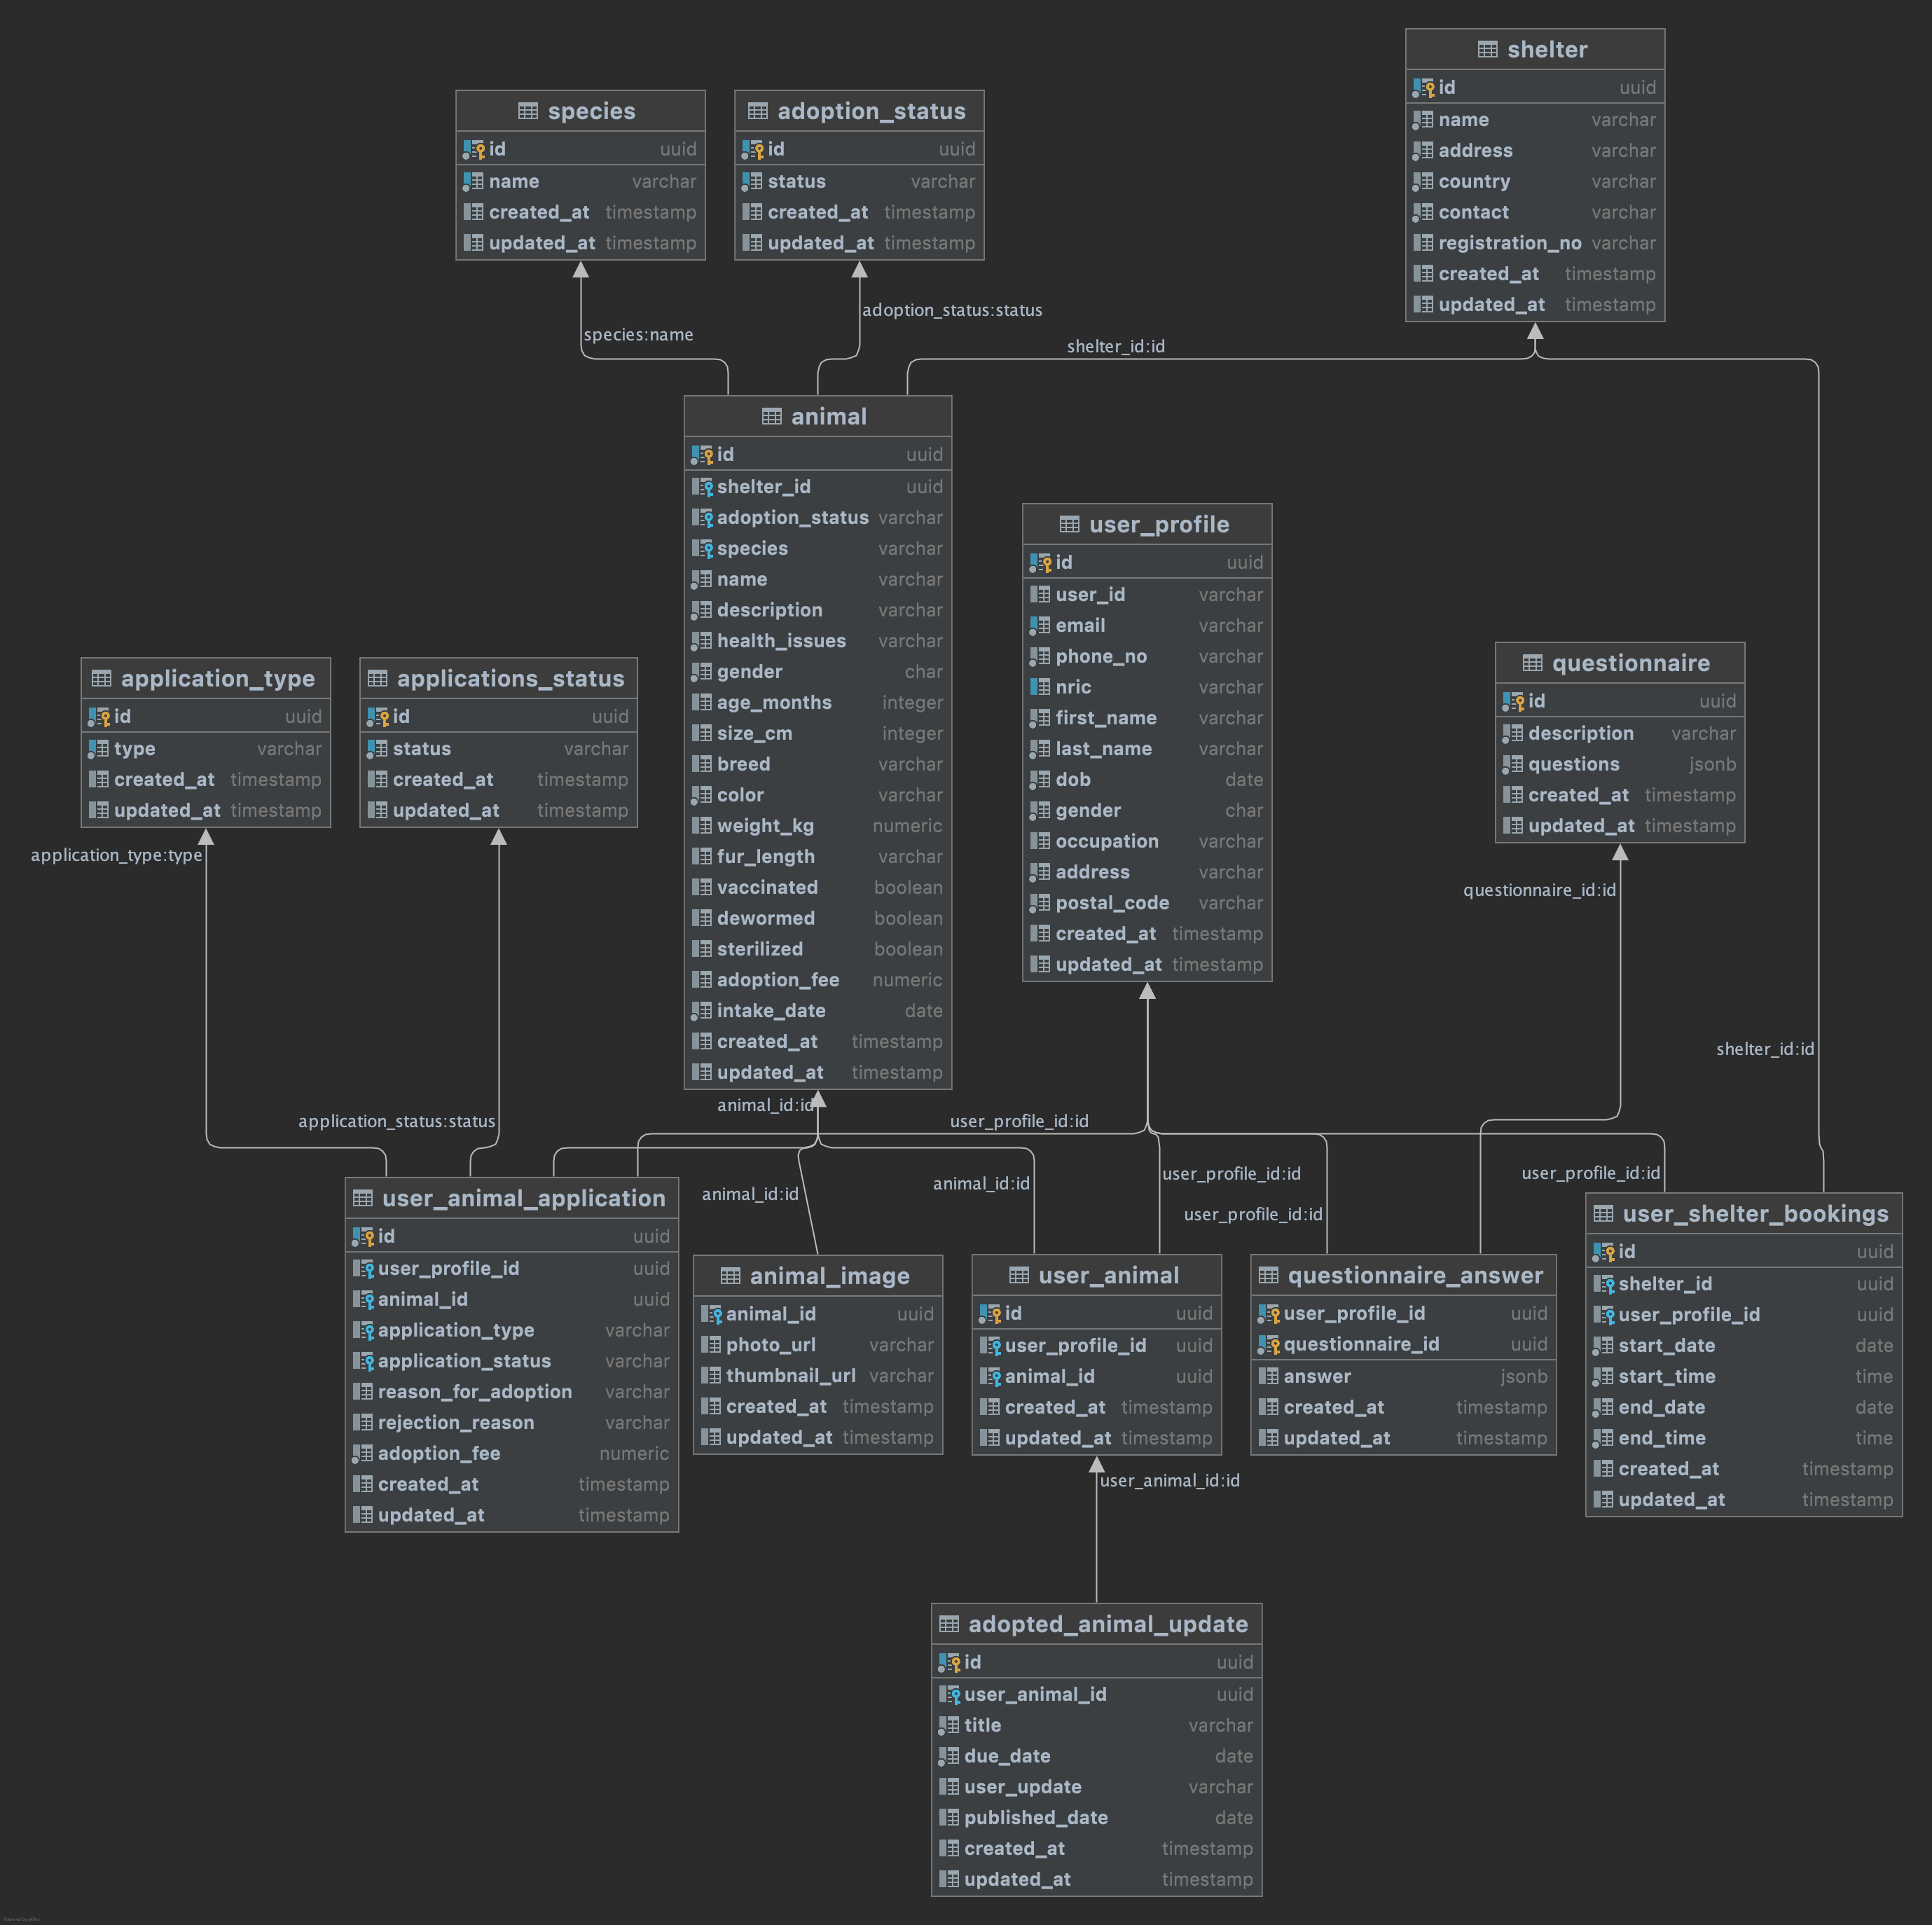 shelter
id uuid
name varchar
address varchar
country varchar
contact varchar
registration_no varchar
created_at timestamp
updated_at timestamp
species
id uuid
name varchar
created_at timestamp
updated_at timestamp
adoption_status
id uuid
status varchar
created_at timestamp
updated_at timestamp
adoption_status:status
species:name
shelter_id:id
animal
id uuid
shelter_id uuid
adoption_status varchar
species varchar
name varchar
description varchar
health_issues varchar
gender char
age_months integer
size_cm integer
breed varchar
color varchar
weight_kg numeric
fur_length varchar
vaccinated boolean
dewormed boolean
sterilized boolean
adoption_fee numeric
intake_date date
created_at timestamp
updated_at timestamp
user_profile
id uuid
user_id varchar
email varchar
phone_no varchar
nric varchar
first_name varchar
last_name varchar
dob date
gender char
occupation varchar
address varchar
postal_code varchar
created_at timestamp
updated_at timestamp
questionnaire
id uuid
description varchar
questions jsonb
created_at timestamp
updated_at timestamp
application_type
id uuid
type varchar
created_at timestamp
updated_at timestamp
applications_status
id uuid
status varchar
created_at timestamp
updated_at timestamp
application_type:type
questionnaire_id:id
shelter_id:id
animal_id:id
application_status:status
user_profile_id:id
user_profile_id:id
user_profile_id:id
animal_id:id
animal_id:id
user_profile_id:id
user_animal_application
id uuid
user_profile_id uuid
animal_id uuid
application_type varchar
application_status varchar
reason_for_adoption varchar
rejection_reason varchar
adoption_fee numeric
created_at timestamp
updated_at timestamp
animal_image
animal_id uuid
photo_url varchar
thumbnail_url varchar
created_at timestamp
updated_at timestamp
user_animal
id uuid
user_profile_id uuid
animal_id uuid
created_at timestamp
updated_at timestamp
questionnaire_answer
user_profile_id uuid
questionnaire_id uuid
answer jsonb
created_at timestamp
updated_at timestamp
user_shelter_bookings
id uuid
shelter_id uuid
user_profile_id uuid
start_date date
start_time time
end_date date
end_time time
created_at timestamp
updated_at timestamp
user_animal_id:id
adopted_animal_update
id uuid
user_animal_id uuid
title varchar
due_date date
user_update varchar
published_date date
created_at timestamp
updated_at timestamp
Powered by yFiles